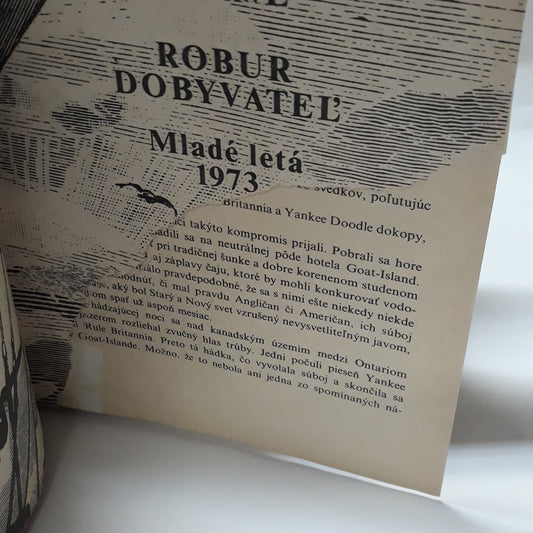 ROBUR
DOBYVATEĽ
Mladé letá
1973
svedkov, poľutujúc
Britannia a Yankee Doodle dokopy,
takýto kompromis prijali. Pobrali sa hore
sa na neutrálnej pôde hotela Goat-Island.
pri tradičnej šunke a dobre korenenom studenom
aj záplavy čaju, ktoré by mohli konkurovať vodo-
pravdepodobné, že sa s nimi ešte niekedy niekde
či mal pravdu Angličan či Američan, ich súboj
aký bol Starý a Nový svet vzrušený nevysvetliteľným javom,
spať už aspoň mesiac.
noci sa nad kanadským územím medzi Ontariom
rozliehal zvučný hlas trúby. Jedni počuli pieseň Yankee
Rule Britannia. Preto tá hádka, čo vyvolala súboj a skončila sa
Goat-Islande. Možno, že to nebola ani jedna zo spomínaných ná-